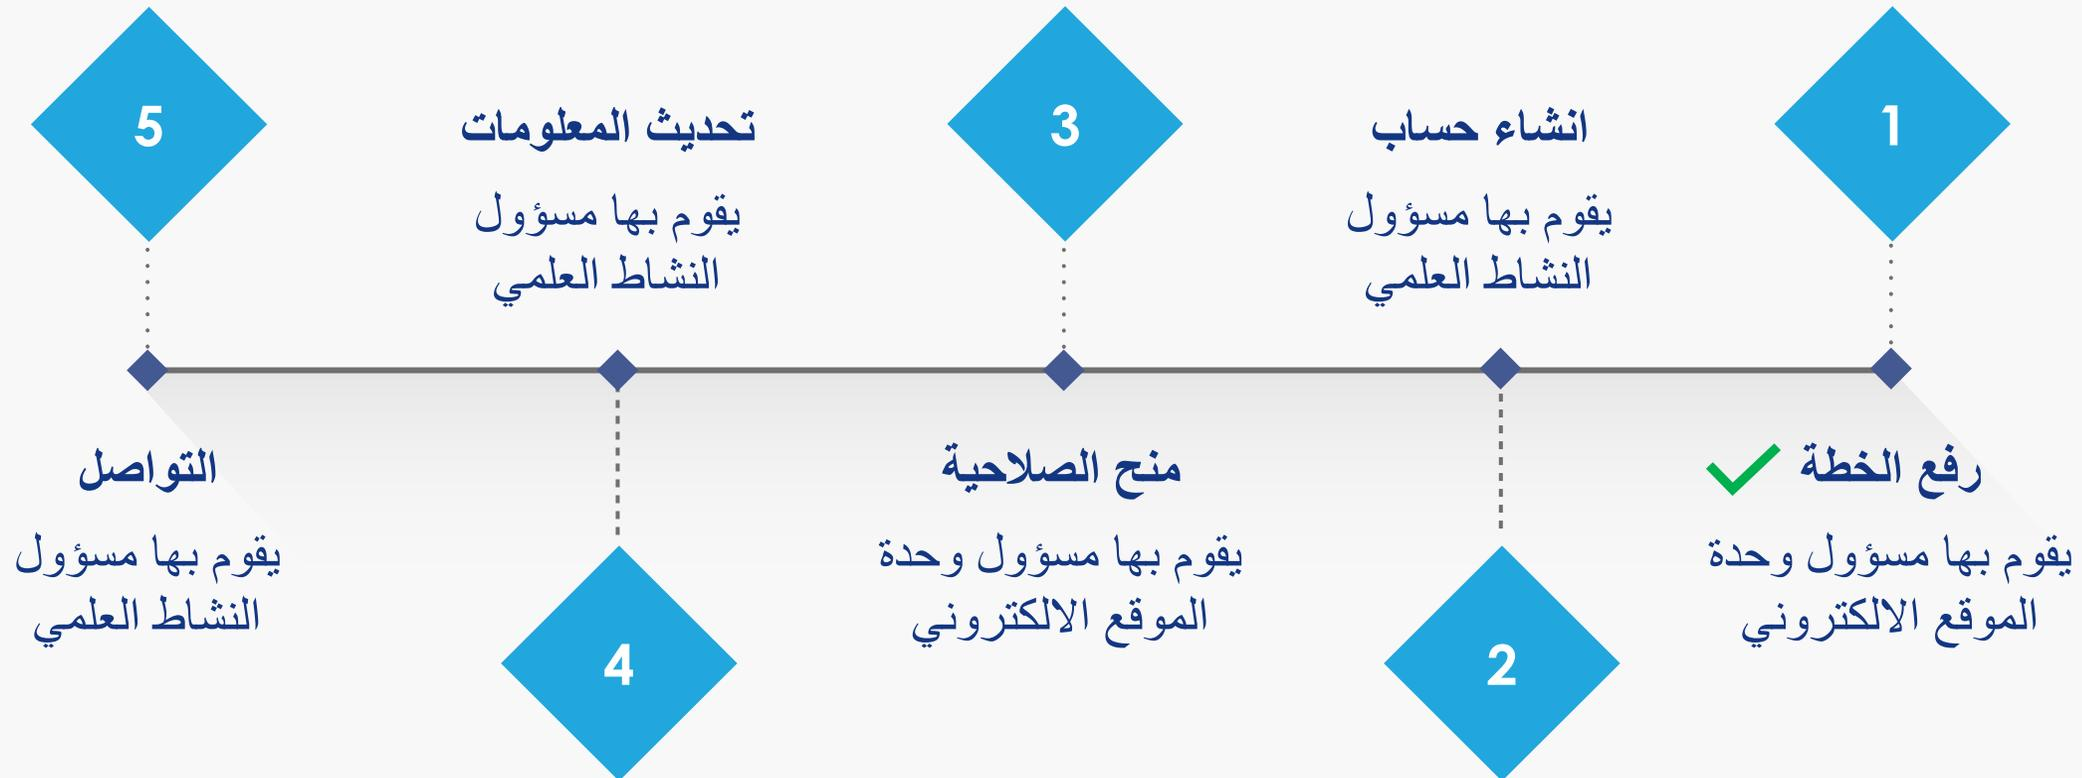 1
رفع الخطة
يقوم بها مسؤول وحدة
الموقع الالكتروني
2
انشاء حساب
يقوم بها مسؤول
النشاط العلمي
3
منح الصلاحية
يقوم بها مسؤول وحدة
الموقع الالكتروني
4
تحديث المعلومات
يقوم بها مسؤول
النشاط العلمي
5
التواصل
يقوم بها مسؤول
النشاط العلمي